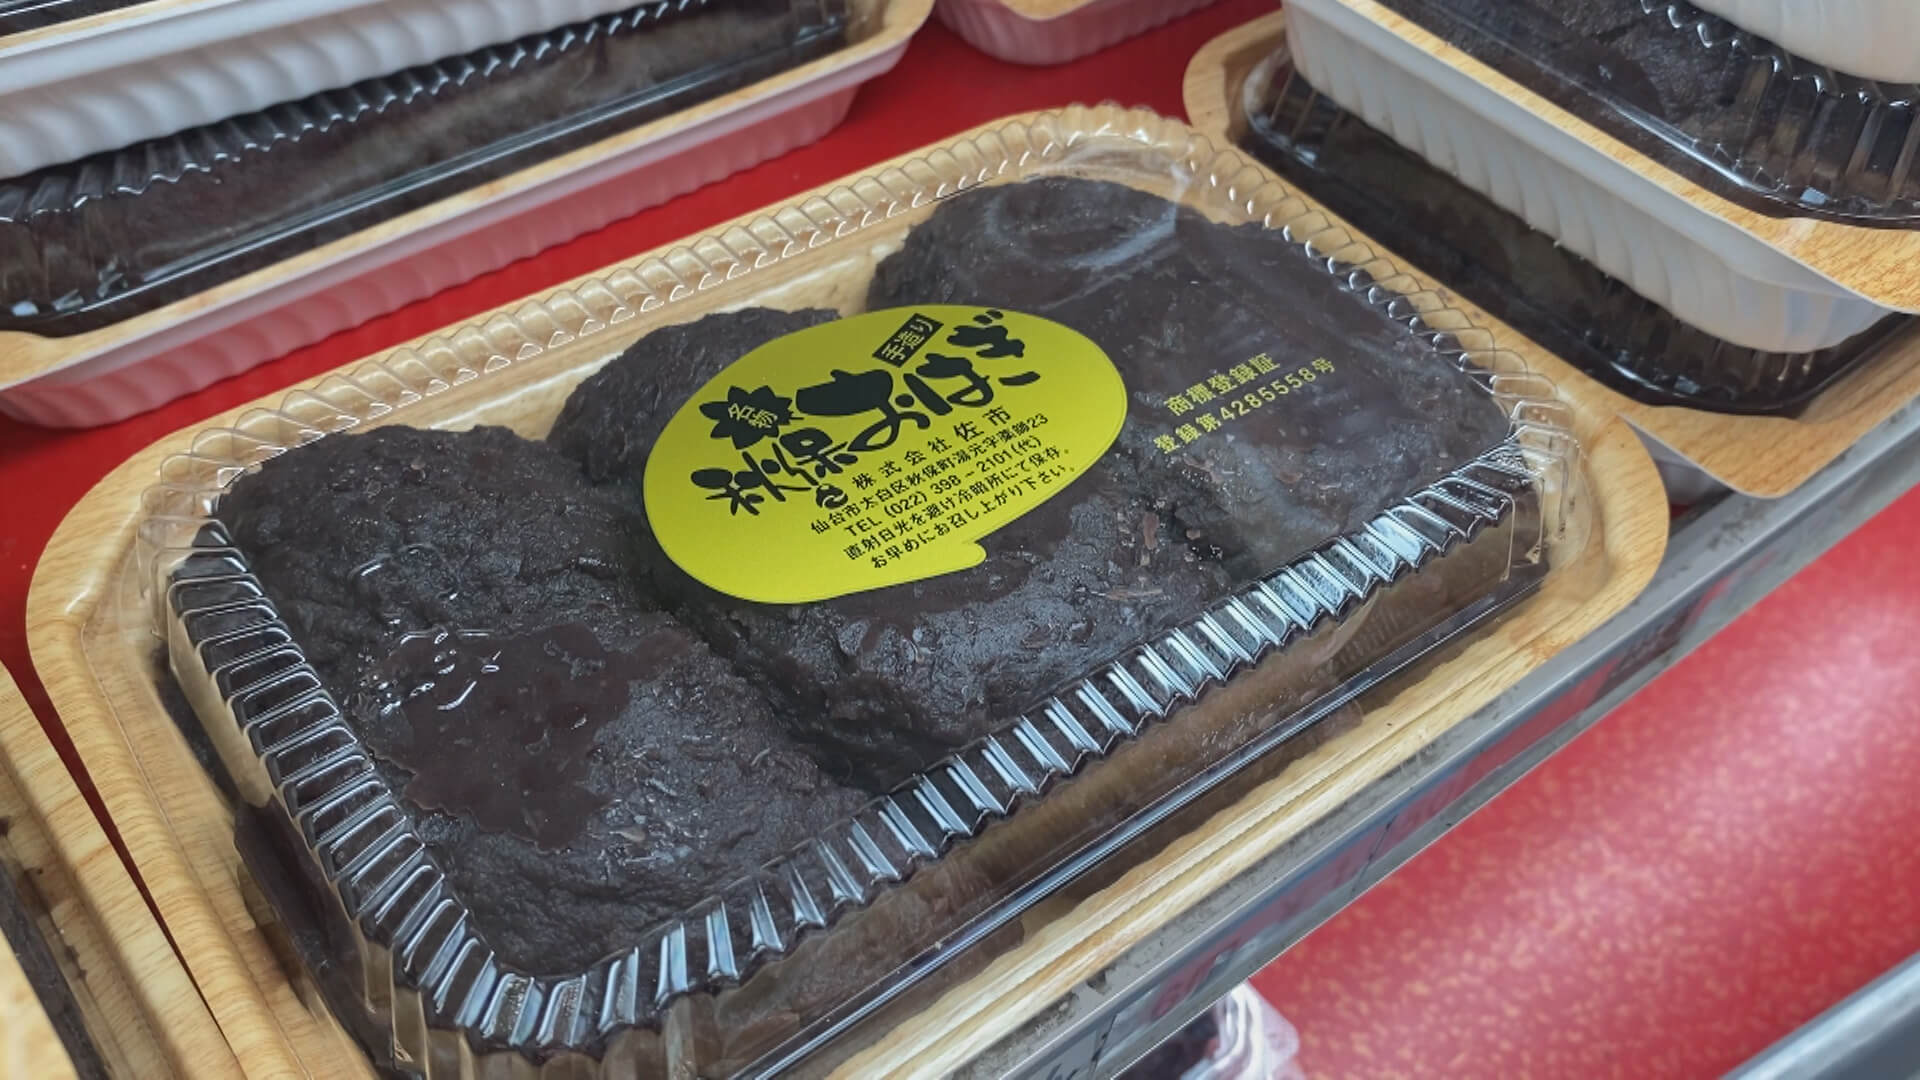 手造り
名物
秋保おはぎ
株式会社 佐市
仙台市太白区秋保町湯元字薬師23
TEL (022) 398-2101(代)
直射日光を避け冷暗所にて保存。
お早めにお召し上がり下さい。
商標登録証
登録第4285558号